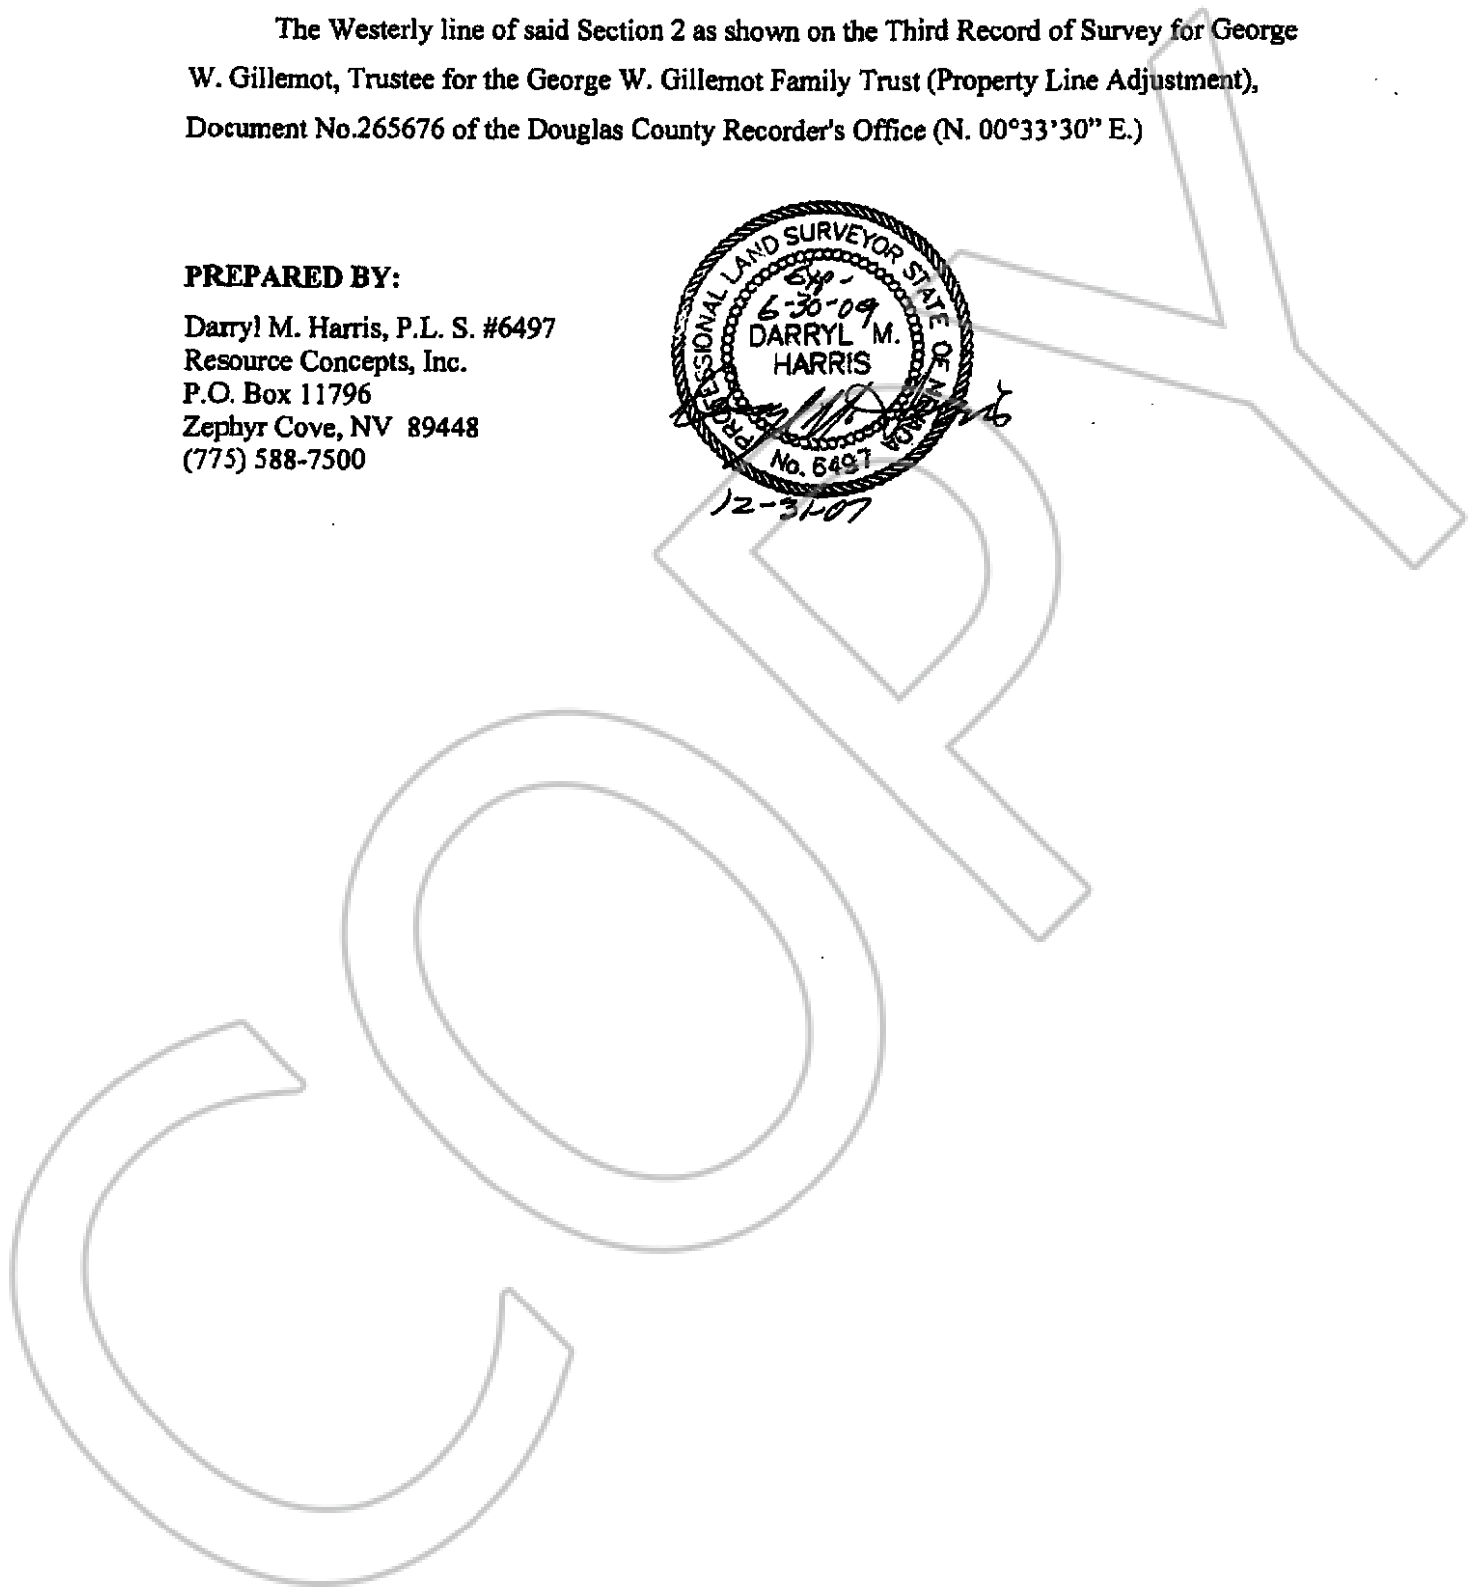 The Westerly line of said Section 2 as shown on the Third Record of Survey for George
W. Gillemot, Trustee for the George W. Gillemot Family Trust (Property Line Adjustment),
Document No.265676 of the Douglas County Recorder's Office (N. 00°33'30” E.)
PREPARED BY:
Darryl M. Harris, P.L. S. #6497
Resource Concepts, Inc.
P.O. Box 11796
Zephyr Cove, NV 89448
(775) 588-7500
PROFESSIONAL LAND SURVEYOR STATE OF NEVADA
Exp.
6-30-09
DARRYL M.
HARRIS
No. 6497
12-31-07
COPY